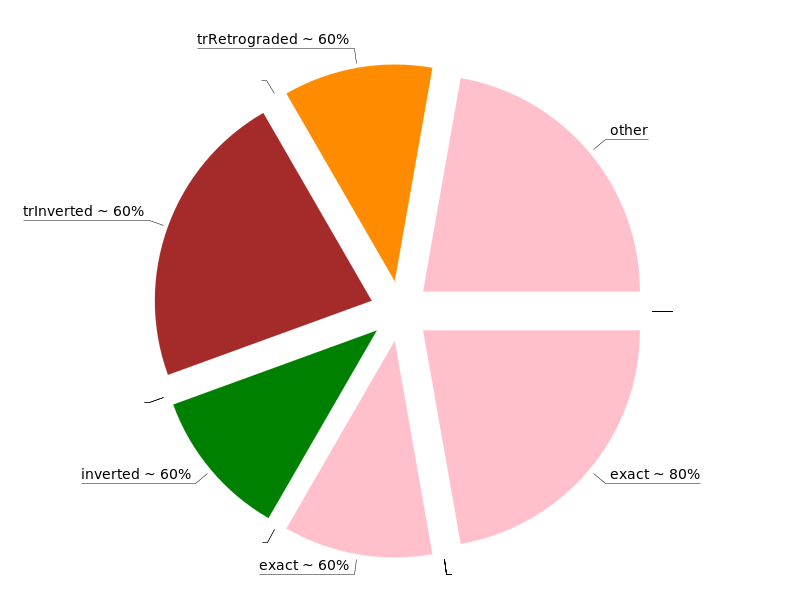 trRetrograded ~ 60%
other
trInverted ~ 60%
inverted ~ 60%
exact ~ 80%
exact ~ 60%